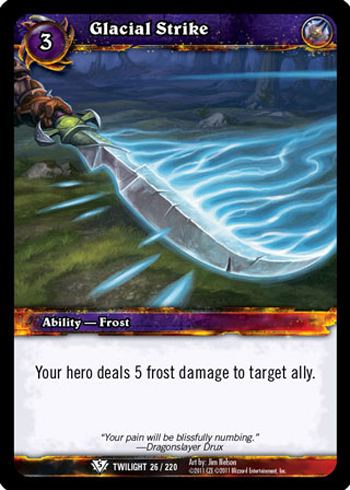 3
Glacial Strike
Ability — Frost
Your hero deals 5 frost damage to target ally.
"Your pain will be blissfully numbing."
—Dragonslayer Drux
TWILIGHT 26 / 220
Art by: Jim Nelson
©2011 CZE ©2011 Blizzard Entertainment, Inc.